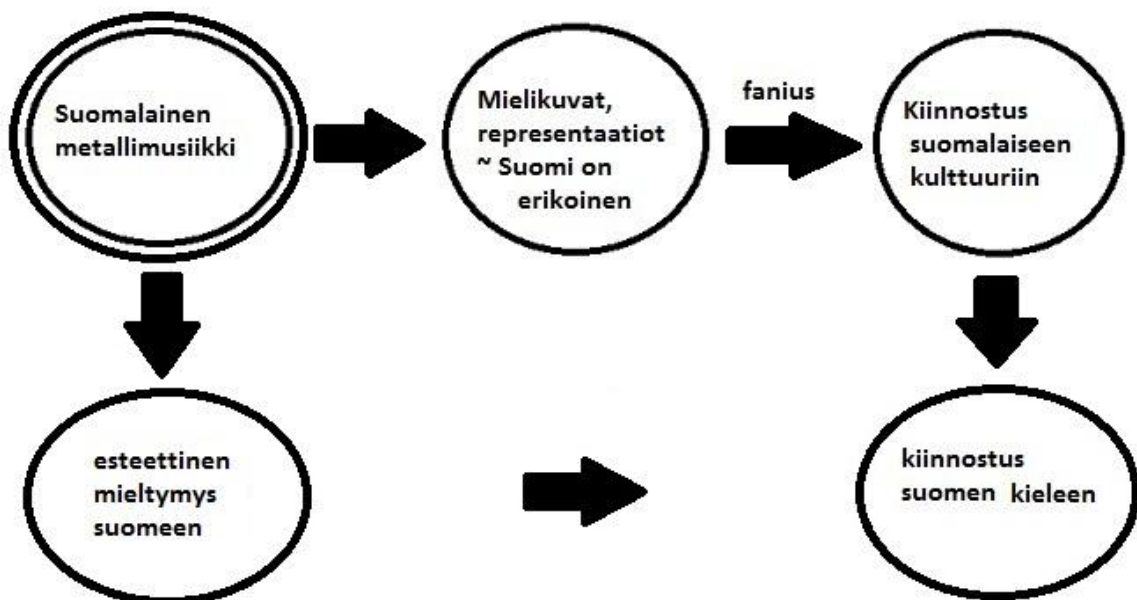 Suomalainen
metallimusiikki
Mielikuvat,
representaatiot
~ Suomi on
erikoinen
fanius
Kiinnostus
suomalaiseen
kulttuuriin
esteettinen
mieltymys
suomeen
kiinnostus
suomen kieleen